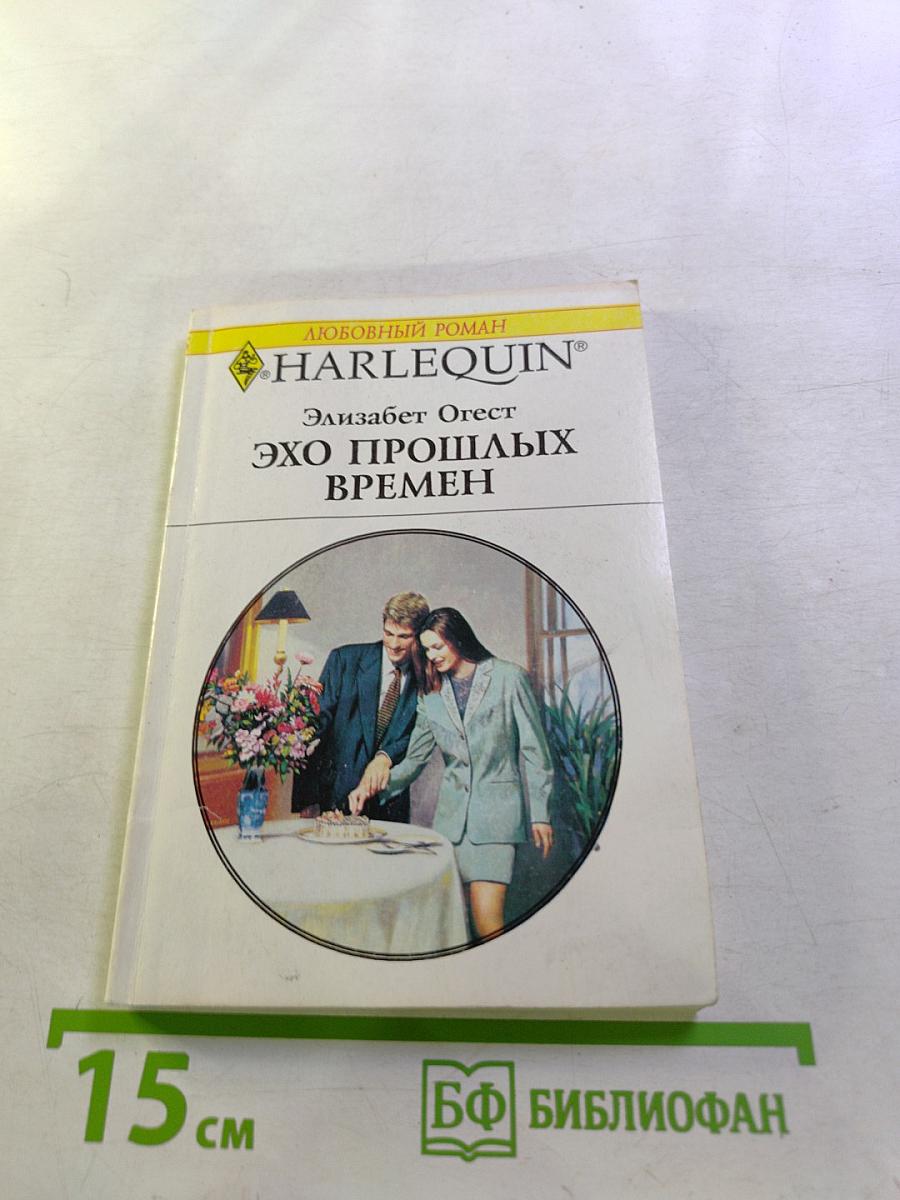 ЛЮБОВНЫЙ РОМАН
® HARLEQUIN®
Элизабет Огест
ЭХО ПРОШЛЫХ
ВРЕМЕН
15 см
БФ БИБЛИОФАН